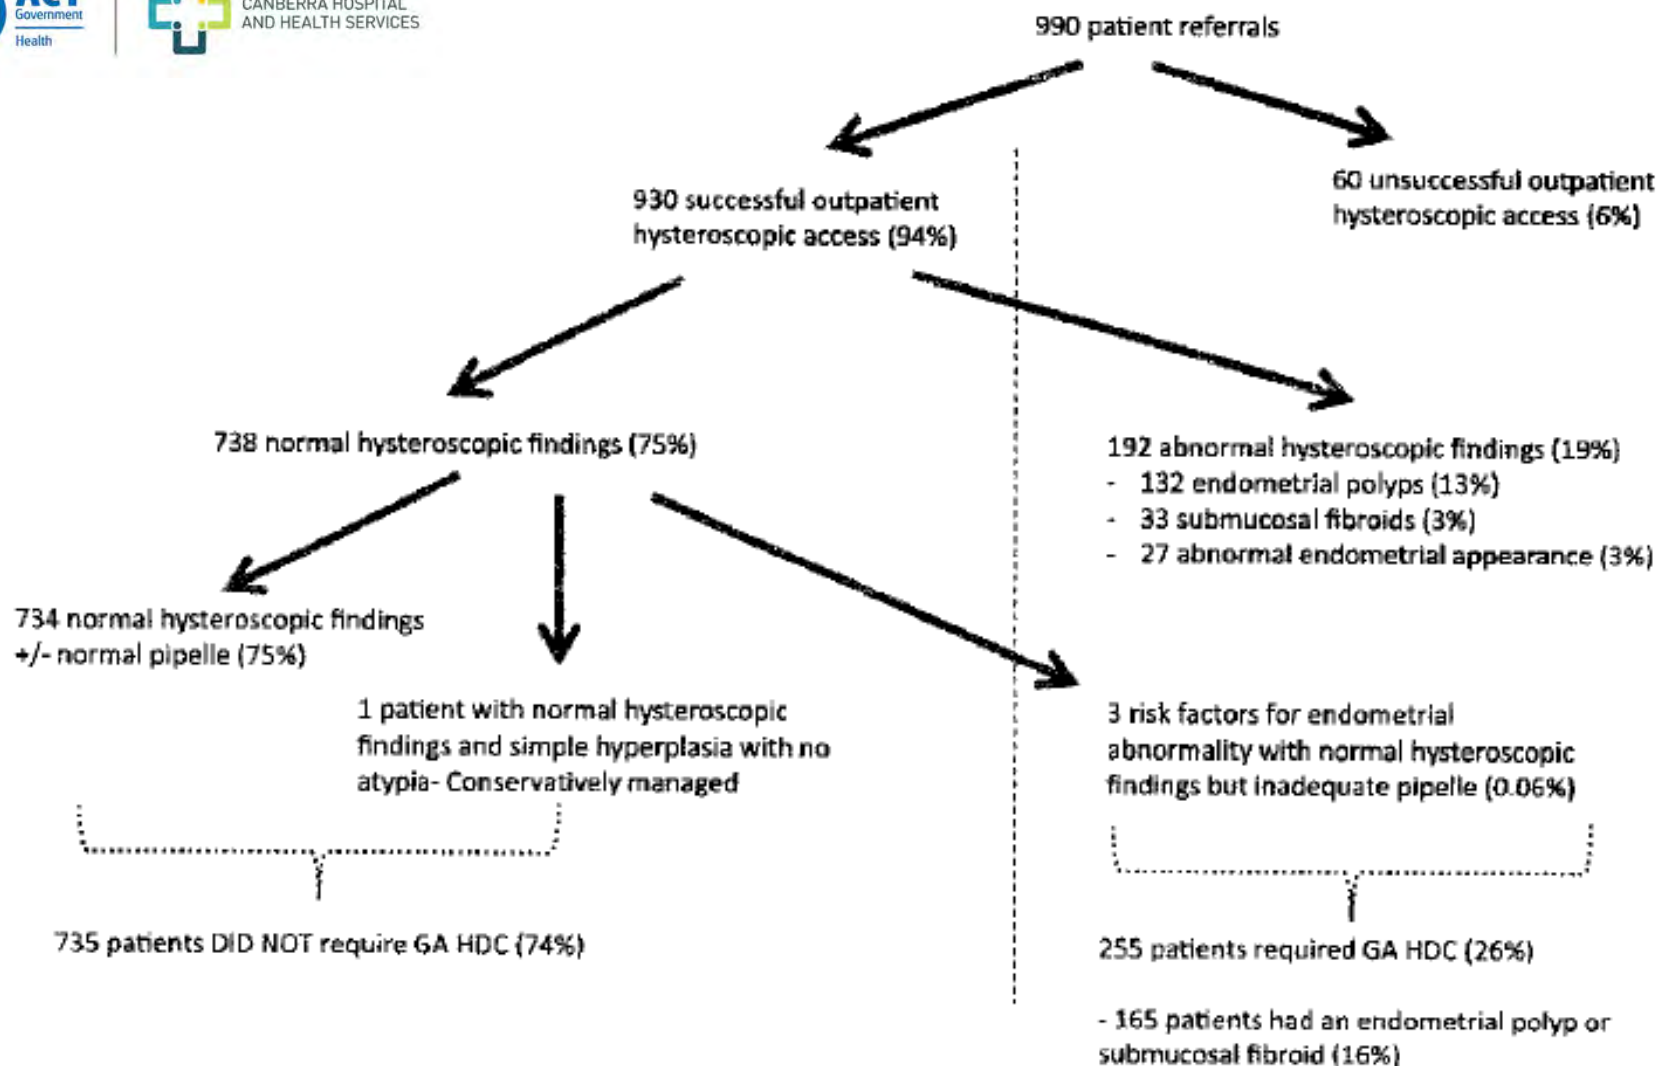 ACT
Government
Health
CANBERRA HOSPITAL
AND HEALTH SERVICES
990 patient referrals
930 successful outpatient
hysteroscopic access (94%)
60 unsuccessful outpatient
hysteroscopic access (6%)
738 normal hysteroscopic findings (75%)
192 abnormal hysteroscopic findings (19%)
- 132 endometrial polyps (13%)
- 33 submucosal fibroids (3%)
- 27 abnormal endometrial appearance (3%)
734 normal hysteroscopic findings
+/- normal pipelle (75%)
1 patient with normal hysteroscopic
findings and simple hyperplasia with no
atypia- Conservatively managed
3 risk factors for endometrial
abnormality with normal hysteroscopic
findings but inadequate pipelle (0.06%)
735 patients DID NOT require GA HDC (74%)
255 patients required GA HDC (26%)
- 165 patients had an endometrial polyp or
submucosal fibroid (16%)